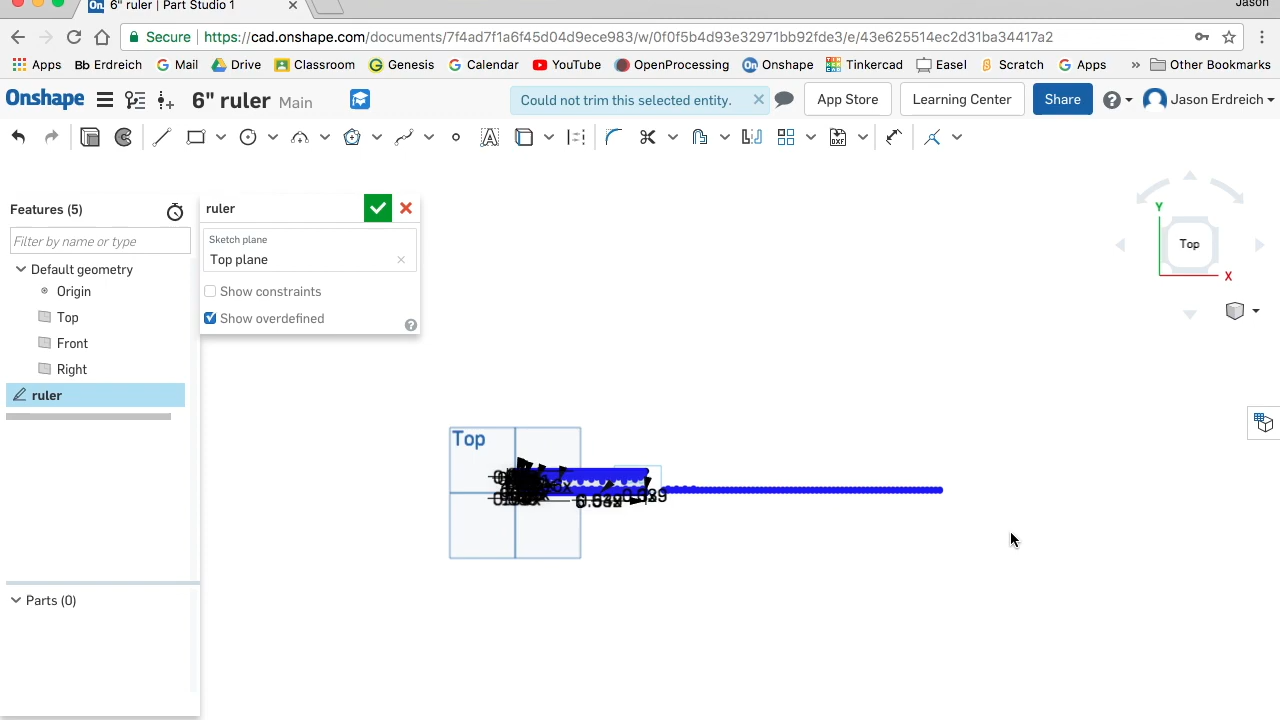 Jason
On 6" ruler | Part Studio 1
Secure | https://cad.onshape.com/documents/7f4ad7f1a6f45d04d9ece983/w/0f0f5b4d93e32971bb92fde3/e/43e625514ec2d31ba34417a2
Apps Bb Erdreich Mail Drive Classroom Genesis Calendar YouTube OpenProcessing Onshape Tinkercad Easel Scratch Apps » Other Bookmarks
Onshape 6" ruler Main Could not trim this selected entity. App Store Learning Center Share Jason Erdreich
Features (5)
ruler
Filter by name or type
Sketch plane
Top plane
Default geometry
Origin
Show constraints
Top
Show overdefined
Front
Right
ruler
Y
Top
X
Top
Parts (0)